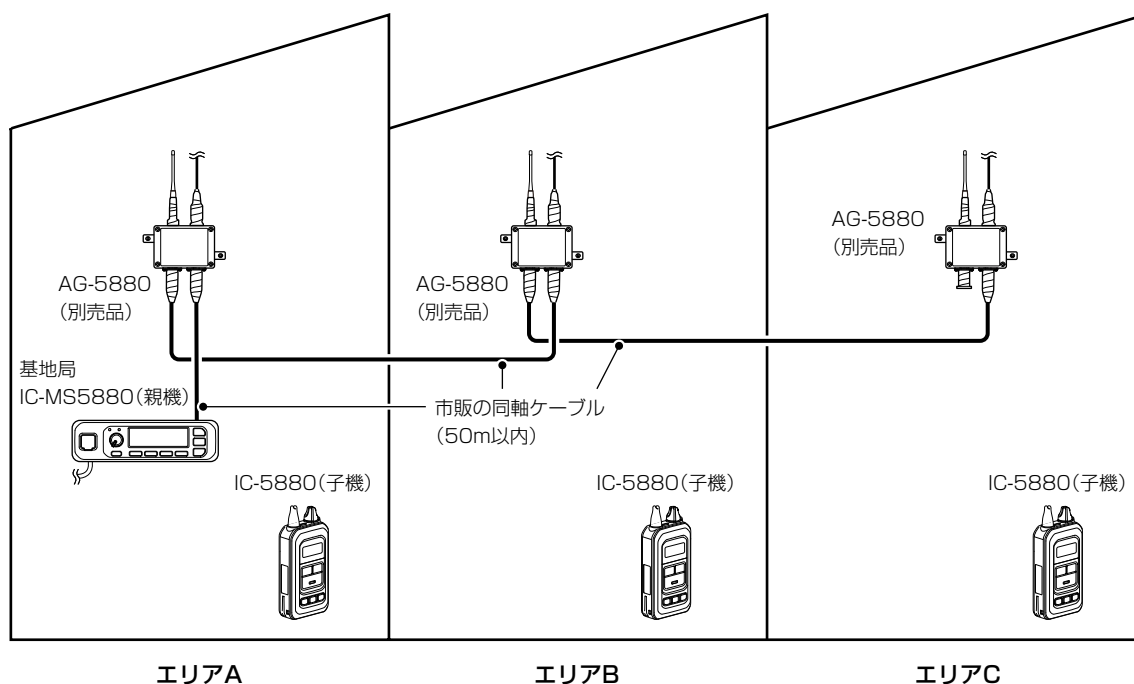 AG-5880
（別売品）
AG-5880
（別売品）
AG-5880
（別売品）
基地局
IC-MS5880（親機）
市販の同軸ケーブル
（50m以内）
IC-5880（子機）
IC-5880（子機）
IC-5880（子機）
エリアA
エリアB
エリアC